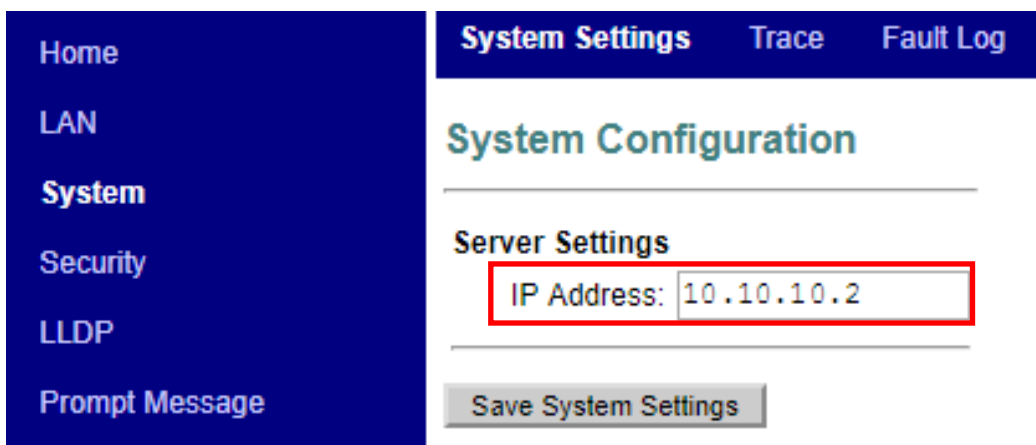 Home
LAN
System
Security
LLDP
Prompt Message
System Settings Trace Fault Log
System Configuration
Server Settings
IP Address: 10.10.10.2
Save System Settings